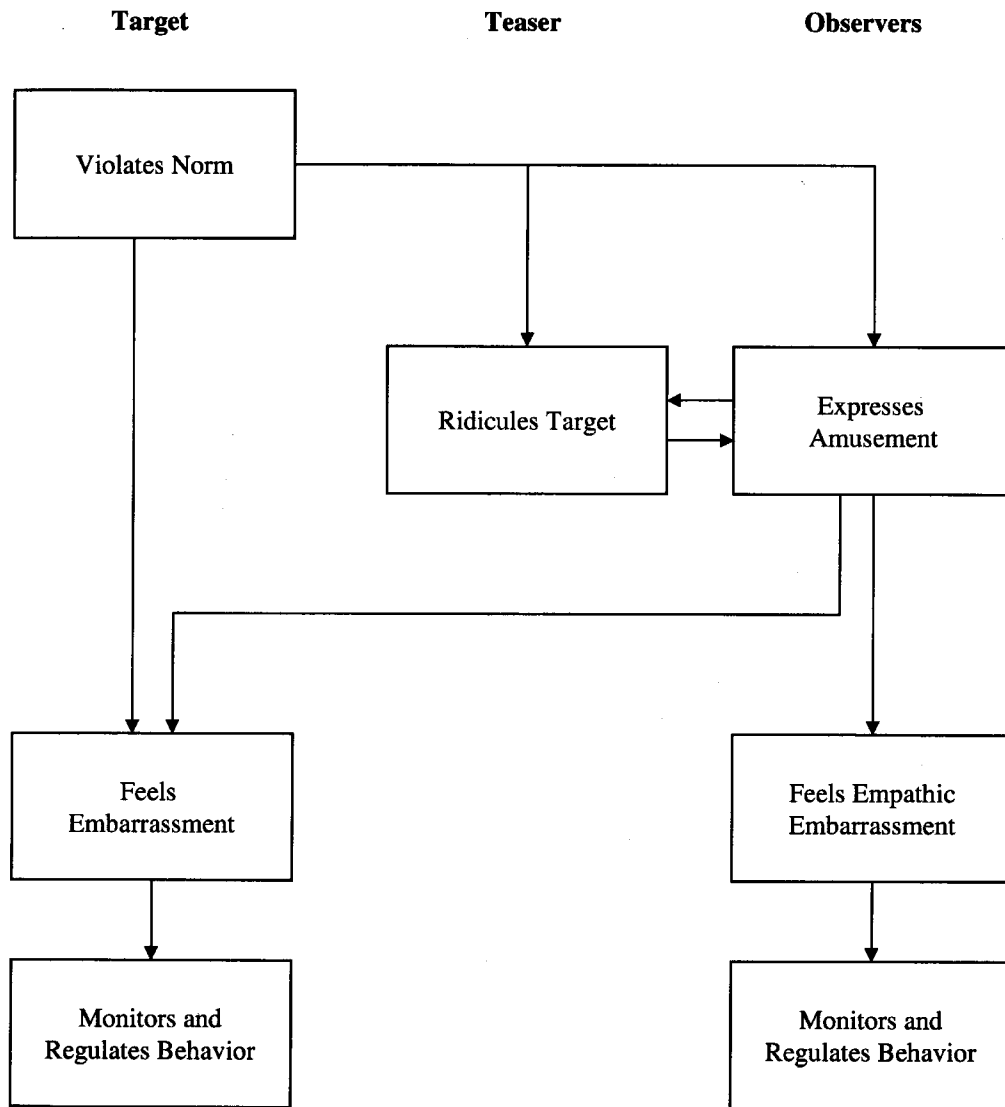 Target
Teaser
Observers
Violates Norm
Ridicules Target
Expresses
Amusement
Feels
Embarrassment
Feels Empathic
Embarrassment
Monitors and
Regulates Behavior
Monitors and
Regulates Behavior